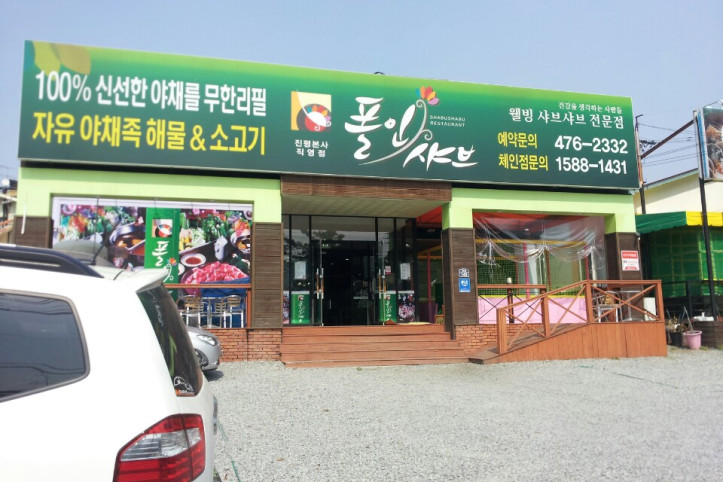 100% 신선한 야채를 무한리필
자유 야채족 해물 & 소고기
진평본사
직영점
폴인샤브
SHABUSHABU
RESTAURANT
건강을 생각하는 사람들
웰빙 샤브샤브 전문점
예약문의 476-2332
체인점문의 1588-1431
폴인